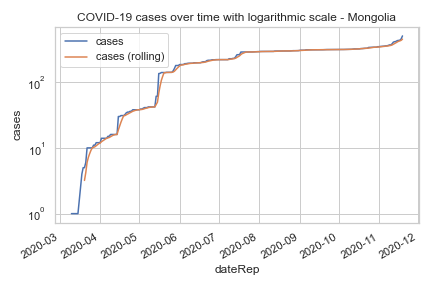 COVID-19 cases over time with logarithmic scale - Mongolia
cases
cases (rolling)
10²
10¹
10⁰
cases
2020-03
2020-04
2020-05
2020-06
2020-07
2020-08
2020-09
2020-10
2020-11
2020-12
dateRep